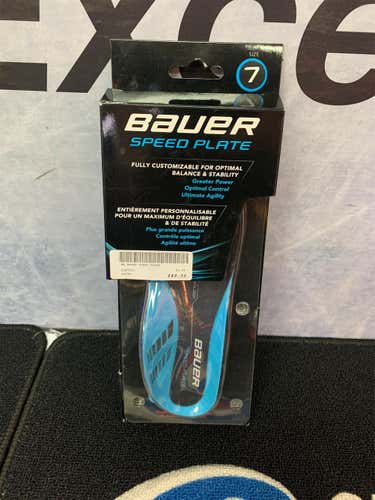 Exce
SIZE
7
BAUER
SPEED PLATE
FULLY CUSTOMIZABLE FOR OPTIMAL
BALANCE & STABILITY
Greater Power
Optimal Control
Ultimate Agility
ENTIÈREMENT PERSONNALISABLE
POUR UN MAXIMUM D'ÉQUILIBRE
& DE STABILITÉ
Plus grande puissance
Contrôle optimal
Agilité ultime
BAUER